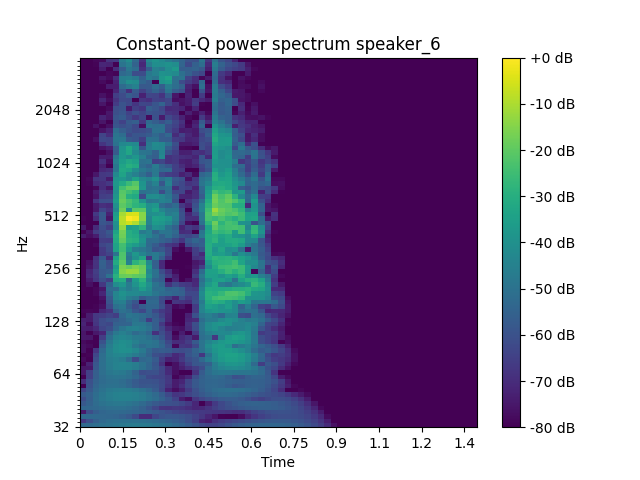 Constant-Q power spectrum speaker_6
+0 dB
2048
-10 dB
1024
-20 dB
512
-30 dB
Hz
-40 dB
256
-50 dB
128
-60 dB
64
-70 dB
32
-80 dB
0 0.15 0.3 0.45 0.6 0.75 0.9 1.1 1.2 1.4
Time